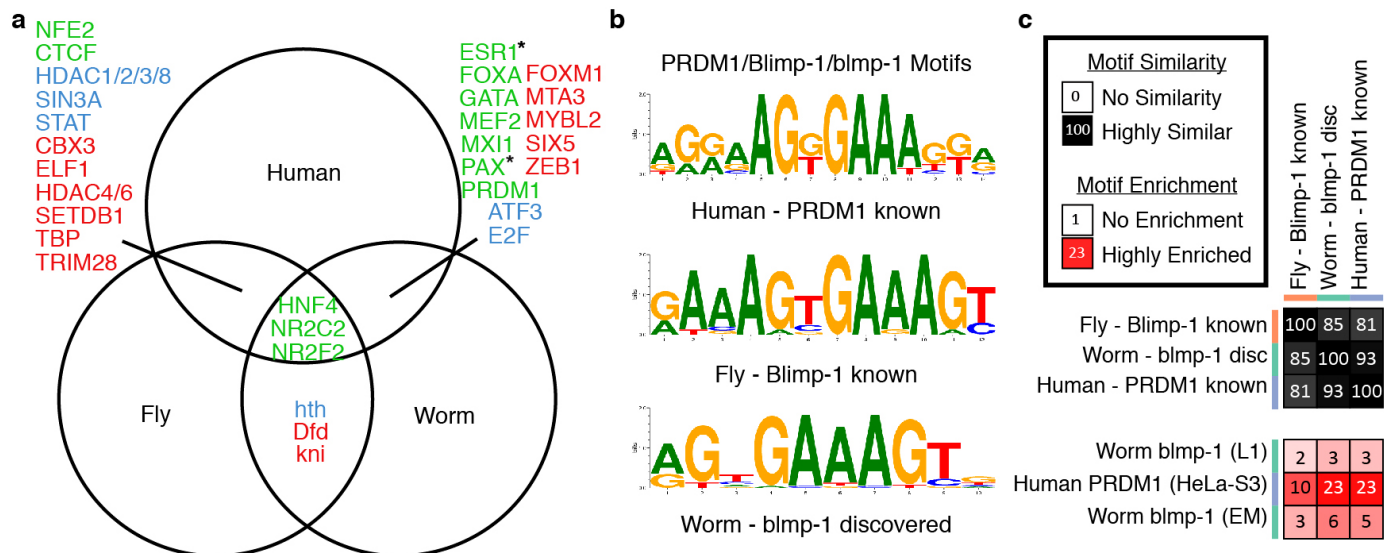 a
NFE2
CTCF
HDAC1/2/3/8
SIN3A
STAT
CBX3
ELF1
HDAC4/6
SETDB1
TBP
TRIM28
ESR1*
FOXA FOXM1
GATA MTA3
MEF2 MYBL2
MXI1 SIX5
PAX* ZEB1
PRDM1
ATF3
E2F
Human
HNF4
NR2C2
NR2F2
Fly
Worm
hth
Dfd
kni
b
PRDM1/Blimp-1/blmp-1 Motifs
Human - PRDM1 known
Fly - Blimp-1 known
Worm - blmp-1 discovered
c
Motif Similarity
0 No Similarity
100 Highly Similar
Motif Enrichment
1 No Enrichment
23 Highly Enriched
Fly - Blimp-1 known
Worm - blmp-1 disc
Human - PRDM1 known
Fly - Blimp-1 known 100 85 81
Worm - blmp-1 disc 85 100 93
Human - PRDM1 known 81 93 100
Worm blmp-1 (L1) 2 3 3
Human PRDM1 (HeLa-S3) 10 23 23
Worm blmp-1 (EM) 3 6 5